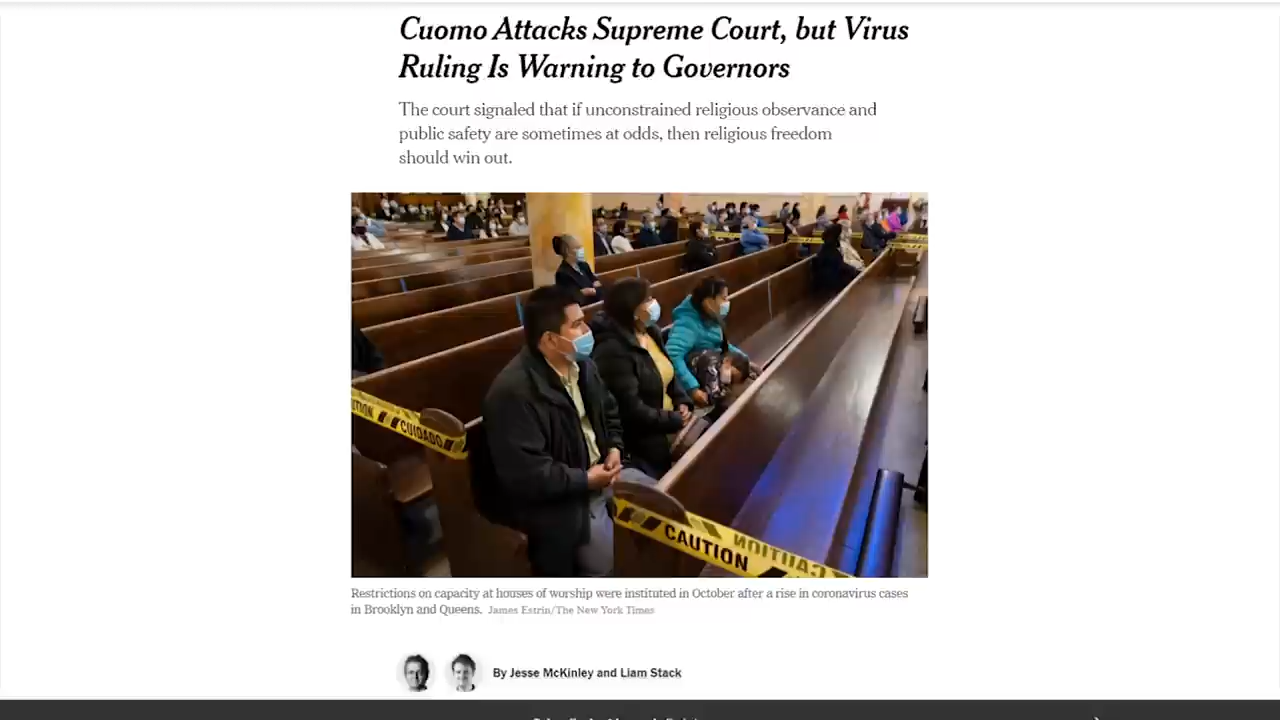 Cuomo Attacks Supreme Court, but Virus
Ruling Is Warning to Governors
The court signaled that if unconstrained religious observance and
public safety are sometimes at odds, then religious freedom
should win out.
CUIDADO
CAUTION
CAUTION
Restrictions on capacity at houses of worship were instituted in October after a rise in coronavirus cases
in Brooklyn and Queens. James Estrin/The New York Times
By Jesse McKinley and Liam Stack